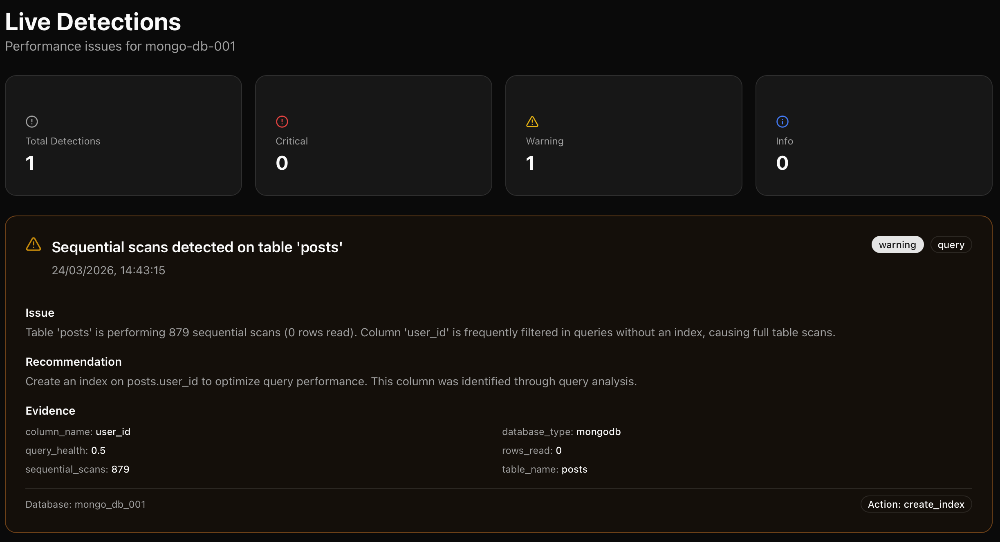 Live Detections
Performance issues for mongo-db-001
Total Detections
1
Critical
0
Warning
1
Info
0
Sequential scans detected on table 'posts'
warning
query
24/03/2026, 14:43:15
Issue
Table 'posts' is performing 879 sequential scans (0 rows read). Column 'user_id' is frequently filtered in queries without an index, causing full table scans.
Recommendation
Create an index on posts.user_id to optimize query performance. This column was identified through query analysis.
Evidence
column_name: user_id
database_type: mongodb
query_health: 0.5
rows_read: 0
sequential_scans: 879
table_name: posts
Database: mongo_db_001
Action: create_index